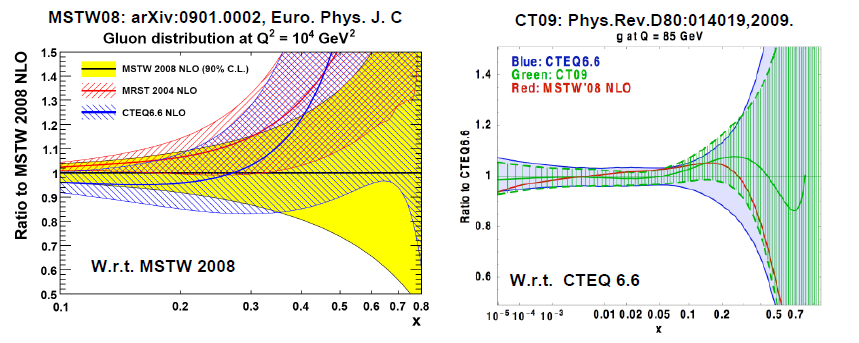 MSTW08: arXiv:0901.0002, Euro. Phys. J. C
Gluon distribution at Q² = 10⁴ GeV²
Ratio to MSTW 2008 NLO
1.5
1.4
1.3
1.2
1.1
1
0.9
0.8
0.7
0.6
0.5
MSTW 2008 NLO (90% C.L.)
MRST 2004 NLO
CTEQ6.6 NLO
W.r.t. MSTW 2008
0.1 0.2 0.3 0.4 0.5 0.6 0.7 0.8
x
CT09: Phys.Rev.D80:014019,2009.
g at Q = 85 GeV
Ratio to CTEQ6.6
1.4
1.2
1.
0.8
0.6
Blue: CTEQ6.6
Green: CT09
Red: MSTW'08 NLO
W.r.t. CTEQ 6.6
10⁻⁵ 10⁻⁴ 10⁻³ 0.01 0.02 0.05 0.1 0.2 0.5 0.7
x